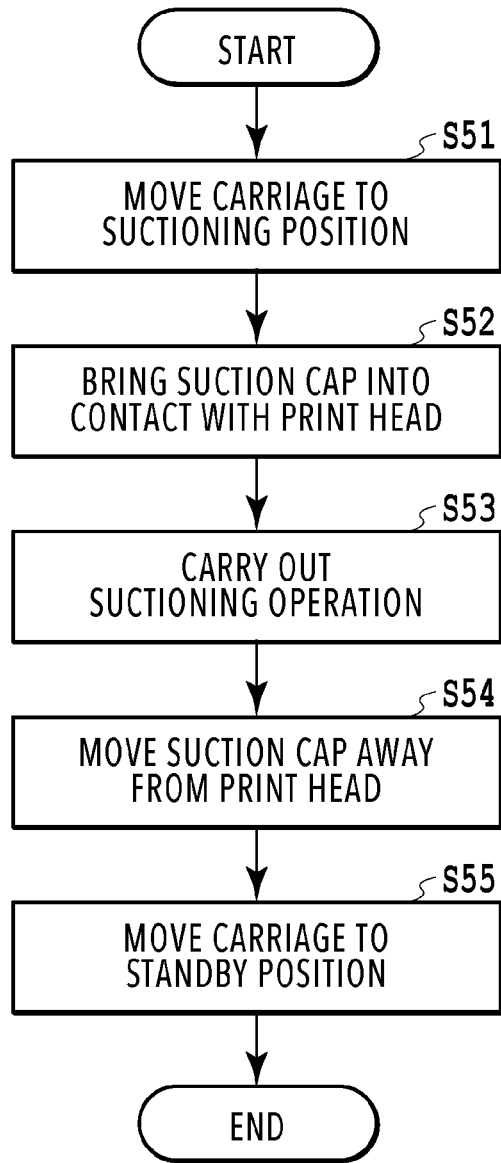 START
S51
MOVE CARRIAGE TO
SUCTIONING POSITION
S52
BRING SUCTION CAP INTO
CONTACT WITH PRINT HEAD
S53
CARRY OUT
SUCTIONING OPERATION
S54
MOVE SUCTION CAP AWAY
FROM PRINT HEAD
S55
MOVE CARRIAGE TO
STANDBY POSITION
END